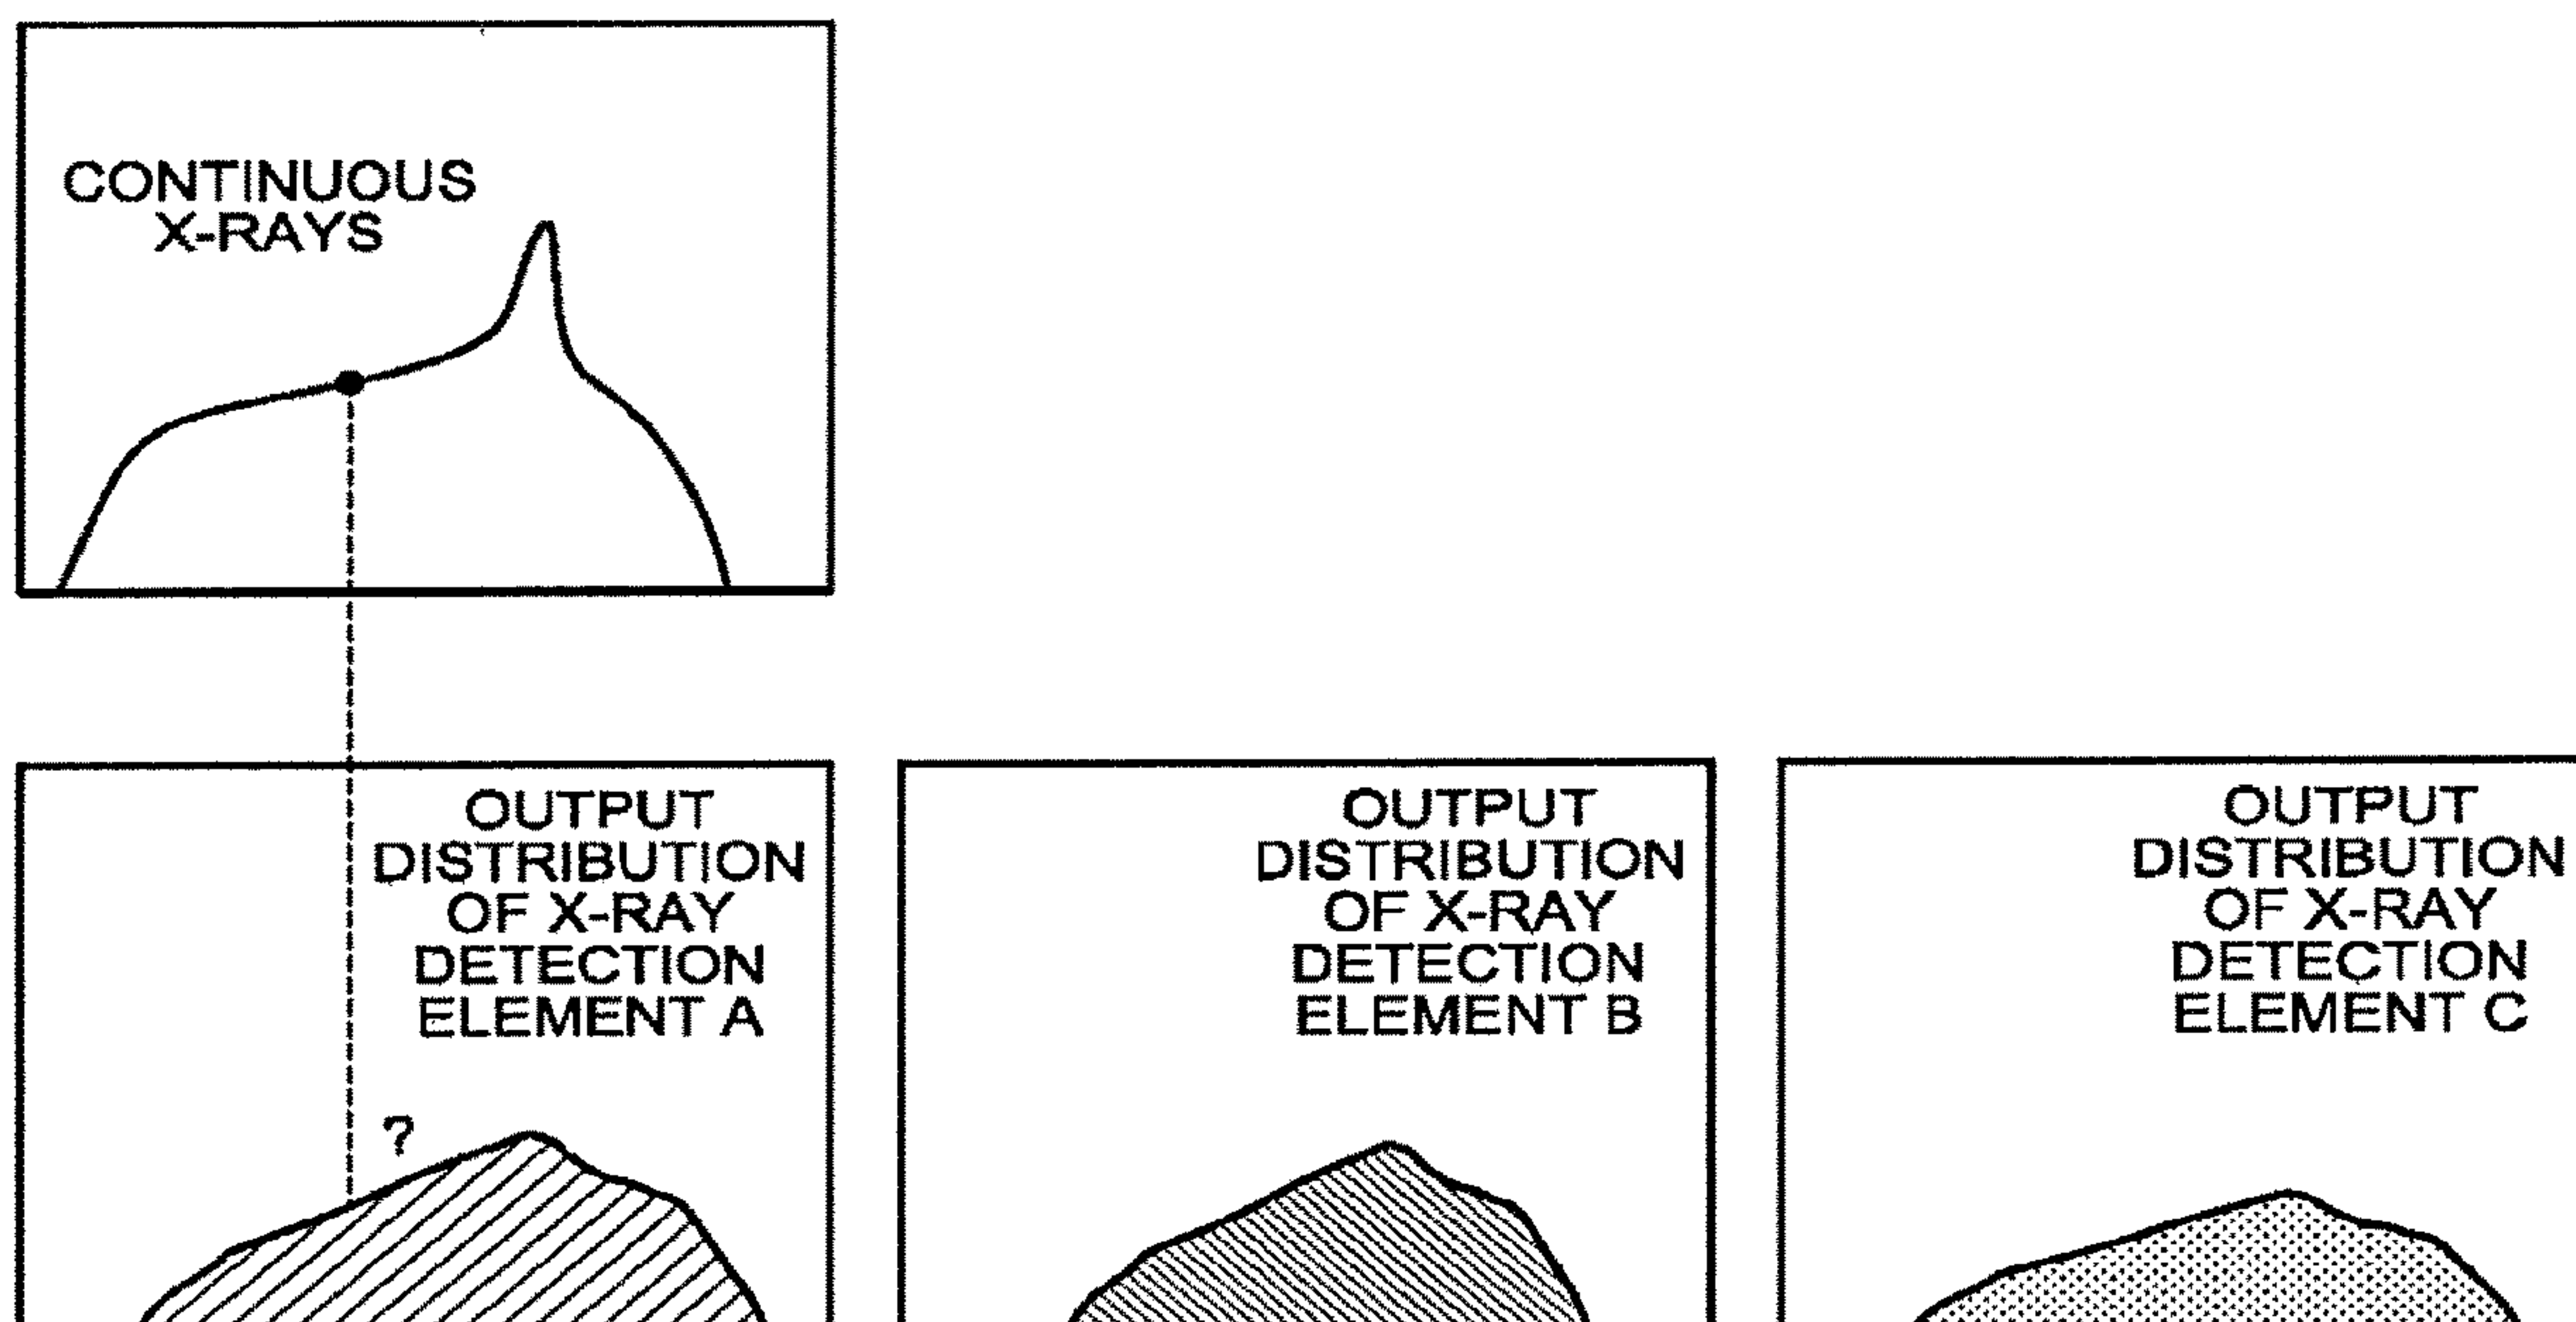 CONTINUOUS
X-RAYS
OUTPUT
DISTRIBUTION
OF X-RAY
DETECTION
ELEMENT A
?
OUTPUT
DISTRIBUTION
OF X-RAY
DETECTION
ELEMENT B
OUTPUT
DISTRIBUTION
OF X-RAY
DETECTION
ELEMENT C